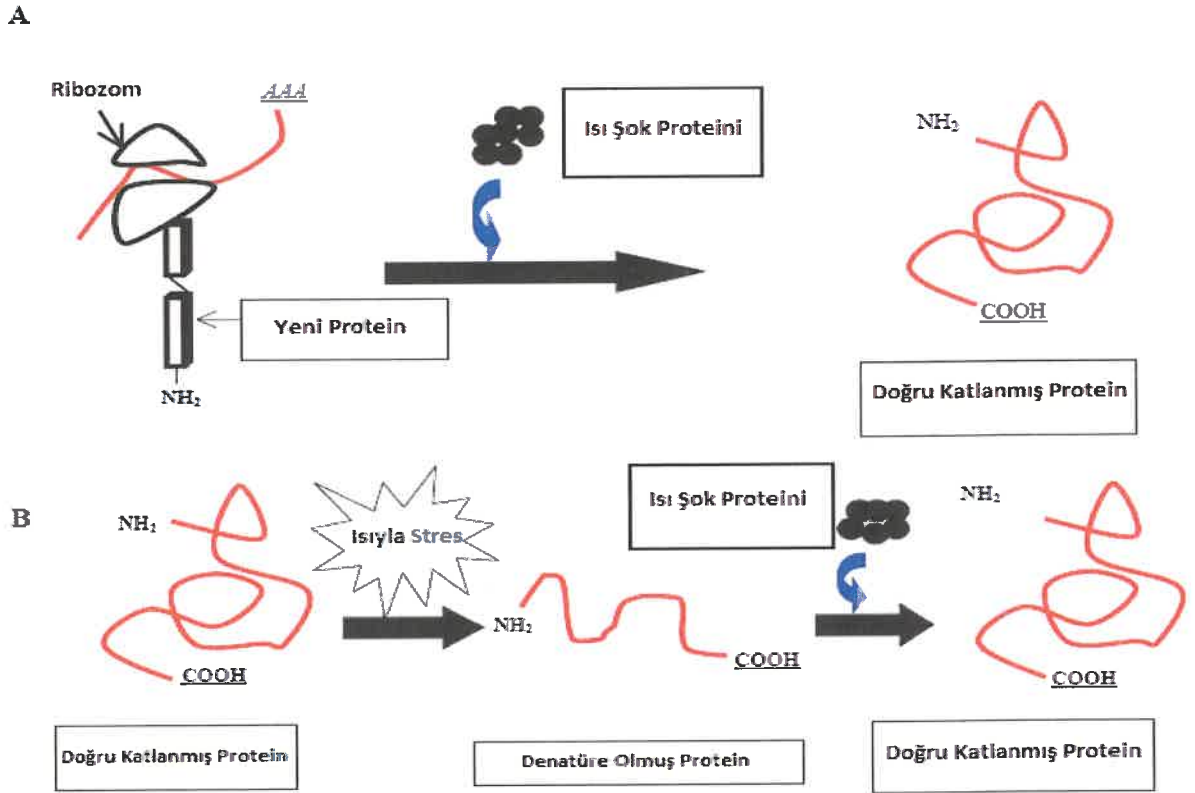 A
Ribozom
AAA
Isı Şok Proteini
NH₂
Yeni Protein
COOH
NH₂
Doğru Katlanmış Protein
B
NH₂
Isıyla Stres
Isı Şok Proteini
NH₂
NH₂
COOH
COOH
COOH
Doğru Katlanmış Protein
Denatüre Olmuş Protein
Doğru Katlanmış Protein